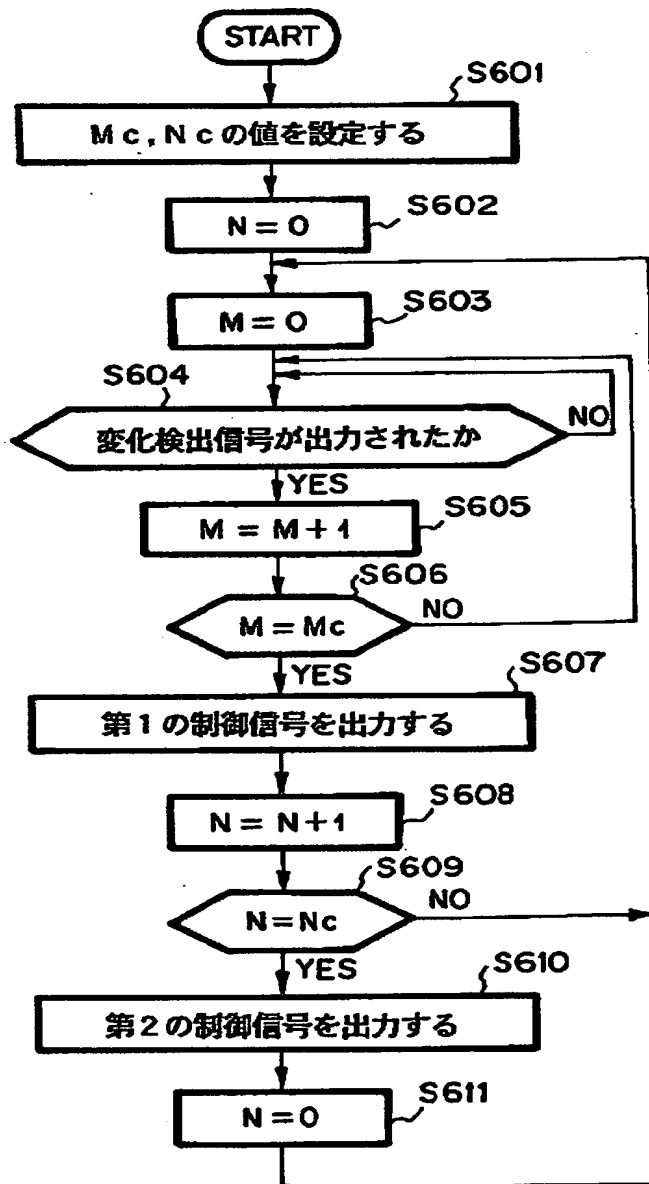 START
S601
Mc,Ncの値を設定する
S602
N=0
S603
M=0
S604
変化検出信号が出力されたか
NO
YES
S605
M=M+1
S606
M=Mc
NO
YES
S607
第1の制御信号を出力する
S608
N=N+1
S609
N=Nc
NO
YES
S610
第2の制御信号を出力する
S611
N=0